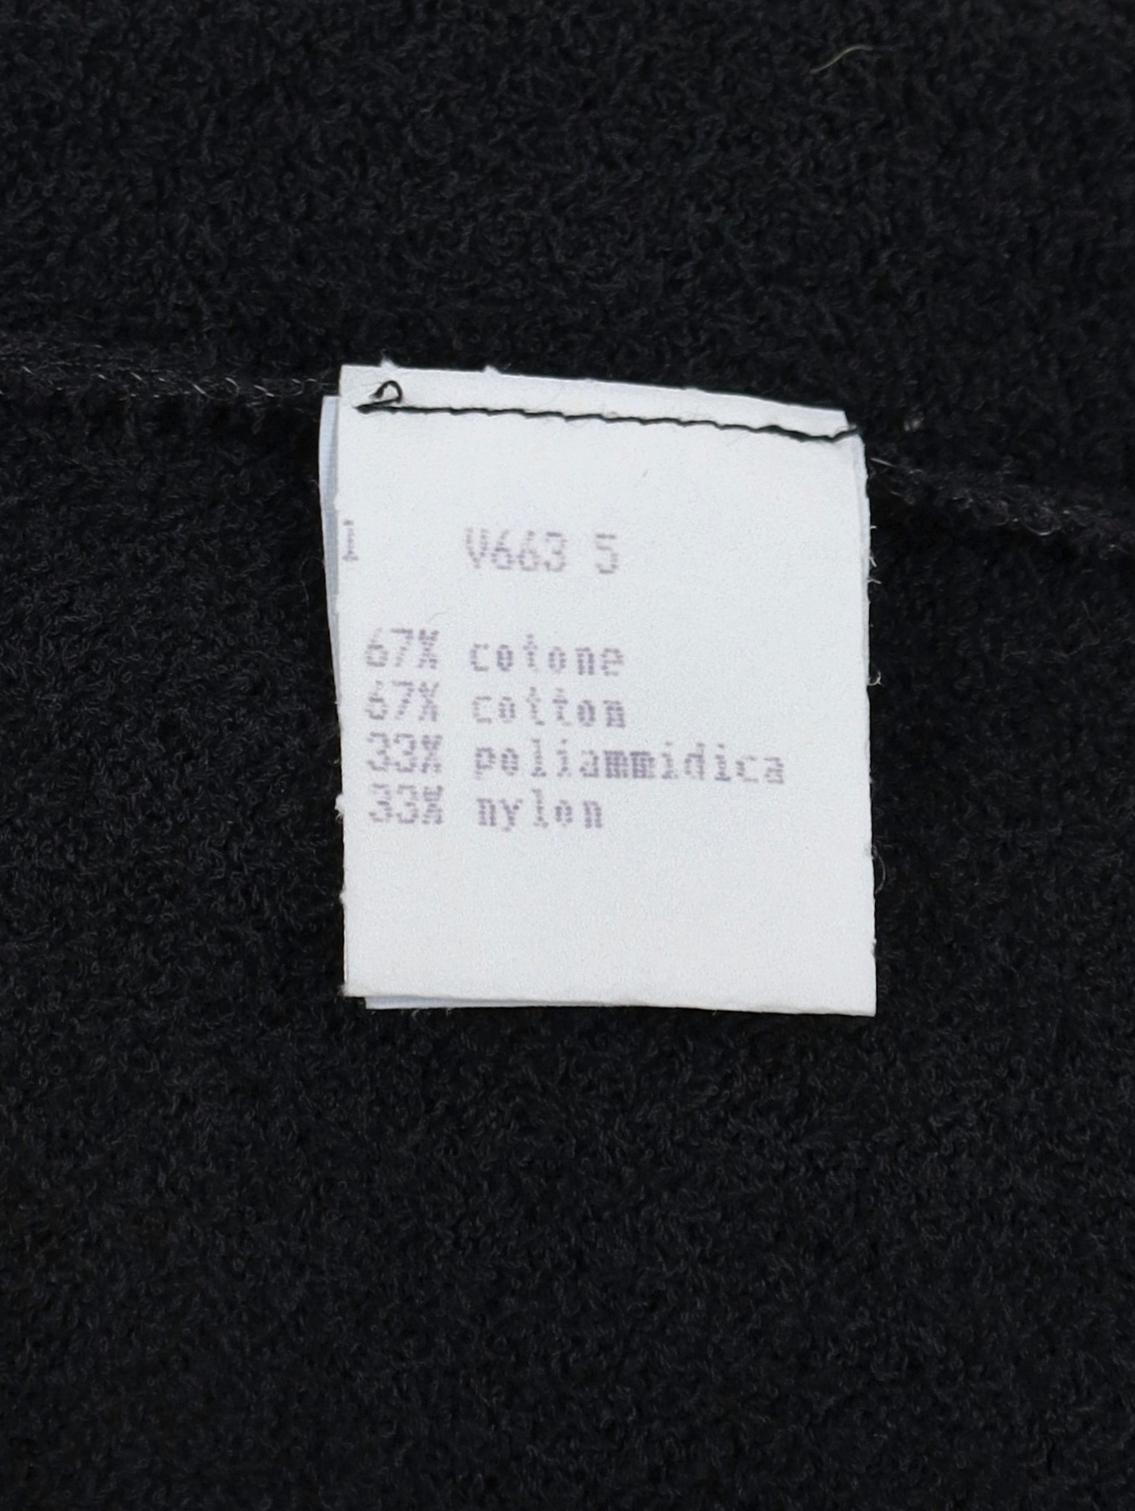 V663 5
67% cotone
67% cotton
33% poliammidica
33% nylon